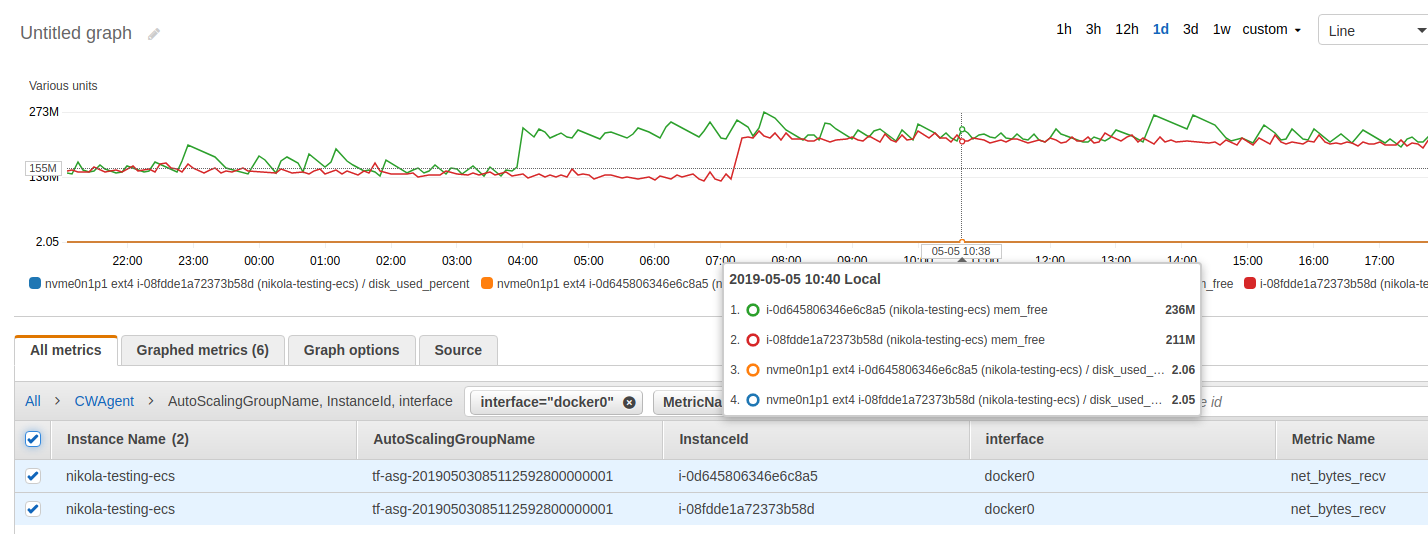 Untitled graph
1h 3h 12h 1d 3d 1w custom Line
Various units
273M
155M
2.05
05-05 10:38
22:00 23:00 00:00 01:00 02:00 03:00 04:00 05:00 06:00 07:00 08:00 09:00 10:00 11:00 12:00 13:00 14:00 15:00 16:00 17:00
nvme0n1p1 ext4 i-08fdde1a72373b58d (nikola-testing-ecs) / disk_used_percent nvme0n1p1 ext4 i-0d645806346e6c8a5 (n m_free i-08fdde1a72373b58d (nikola-te
2019-05-05 10:40 Local
1. i-0d645806346e6c8a5 (nikola-testing-ecs) mem_free 236M
2. i-08fdde1a72373b58d (nikola-testing-ecs) mem_free 211M
3. nvme0n1p1 ext4 i-0d645806346e6c8a5 (nikola-testing-ecs) / disk_used_... 2.06
4. nvme0n1p1 ext4 i-08fdde1a72373b58d (nikola-testing-ecs) / disk_used_... 2.05
All metrics Graphed metrics (6) Graph options Source
All > CWAgent > AutoScalingGroupName, InstanceId, interface interface="docker0" MetricNa e id
Instance Name (2) AutoScalingGroupName InstanceId interface Metric Name
nikola-testing-ecs tf-asg-20190503085112592800000001 i-0d645806346e6c8a5 docker0 net_bytes_recv
nikola-testing-ecs tf-asg-20190503085112592800000001 i-08fdde1a72373b58d docker0 net_bytes_recv